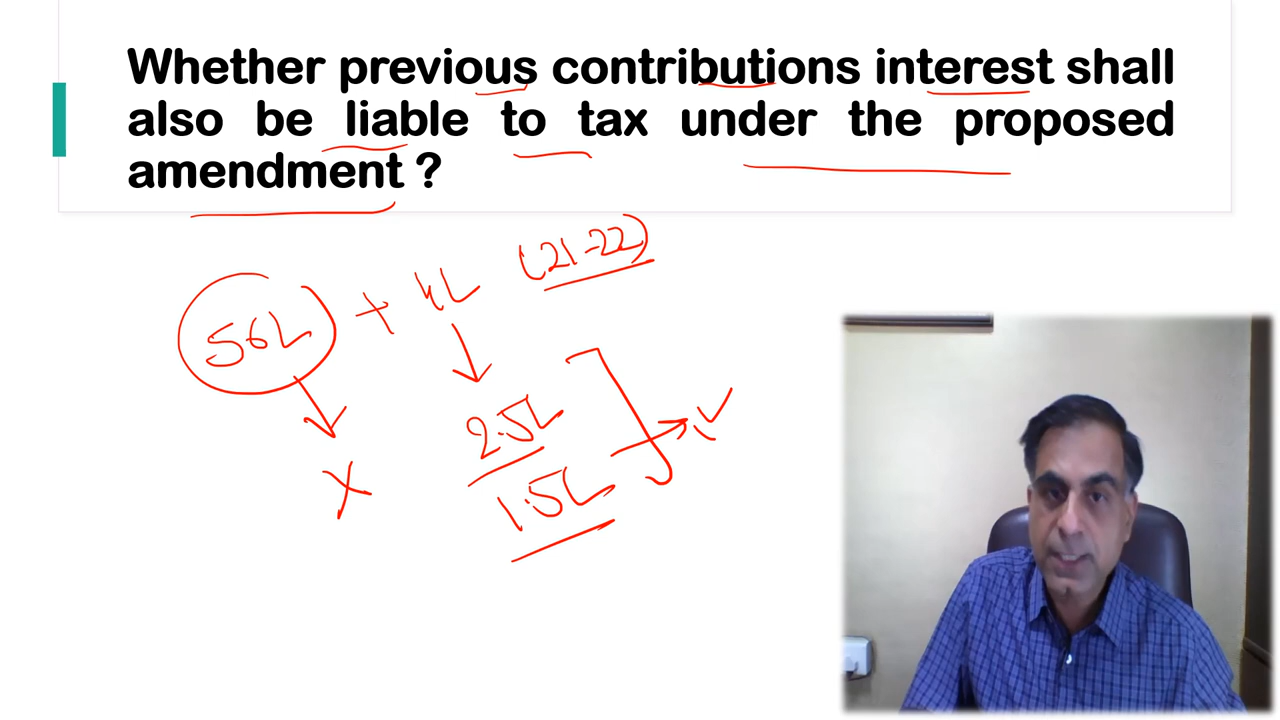 Whether previous contributions interest shall
also be liable to tax under the proposed
amendment ?
56L + 4L (21-22)
2.5L
1.5L